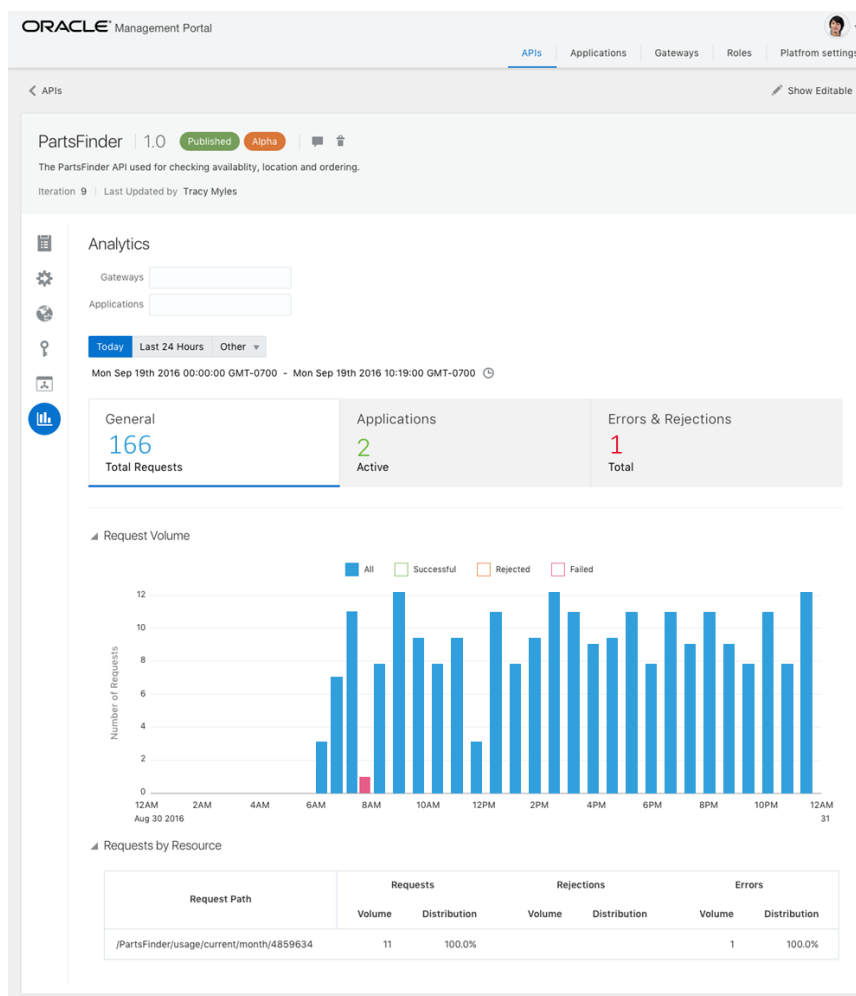 ORACLE® Management Portal
APIs Applications Gateways Roles Platfrom settings
APIs Show Editable
PartsFinder 1.0 Published Alpha
The PartsFinder API used for checking availablity, location and ordering.
Iteration 9 Last Updated by Tracy Myles
Analytics
Gateways
Applications
Today Last 24 Hours Other
Mon Sep 19th 2016 00:00:00 GMT-0700 - Mon Sep 19th 2016 10:19:00 GMT-0700
General Applications Errors & Rejections
166 2 1
Total Requests Active Total
Request Volume
All Successful Rejected Failed
12
10
8
6
4
2
0
Number of Requests
12AM 2AM 4AM 6AM 8AM 10AM 12PM 2PM 4PM 6PM 8PM 10PM 12AM
Aug 30 2016 31
Requests by Resource
Request Path Requests Rejections Errors
Volume Distribution Volume Distribution Volume Distribution
/PartsFinder/usage/current/month/4859634 11 100.0% 1 100.0%